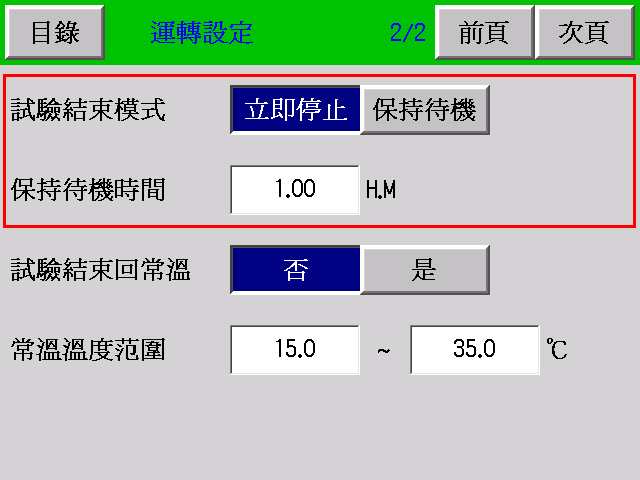 目錄 運轉設定 2/2 前頁 次頁
試驗結束模式 立即停止 保持待機
保持待機時間 1.00 H.M
試驗結束回常溫 否 是
常溫溫度范圍 15.0 ~ 35.0 ℃